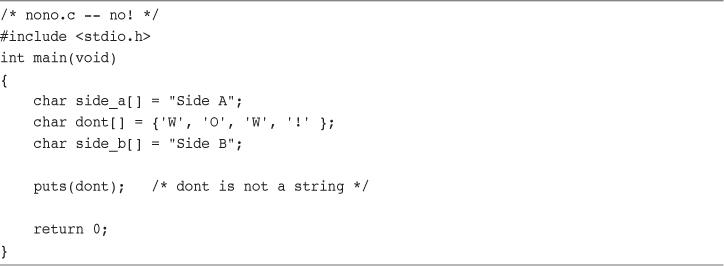 /* nono.c -- no! */
#include <stdio.h>
int main(void)
{
    char side_a[] = "Side A";
    char dont[] = {'W', 'O', 'W', '!' };
    char side_b[] = "Side B";

    puts(dont);   /* dont is not a string */

    return 0;
}